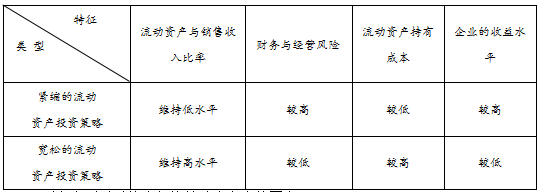 特征
类 型
流动资产与销售收
入比率
财务与经营风险
流动资产持有
成本
企业的收益水
平
紧缩的流动
资产投资策略
维持低水平
较高
较低
较高
宽松的流动
资产投资策略
维持高水平
较低
较高
较低